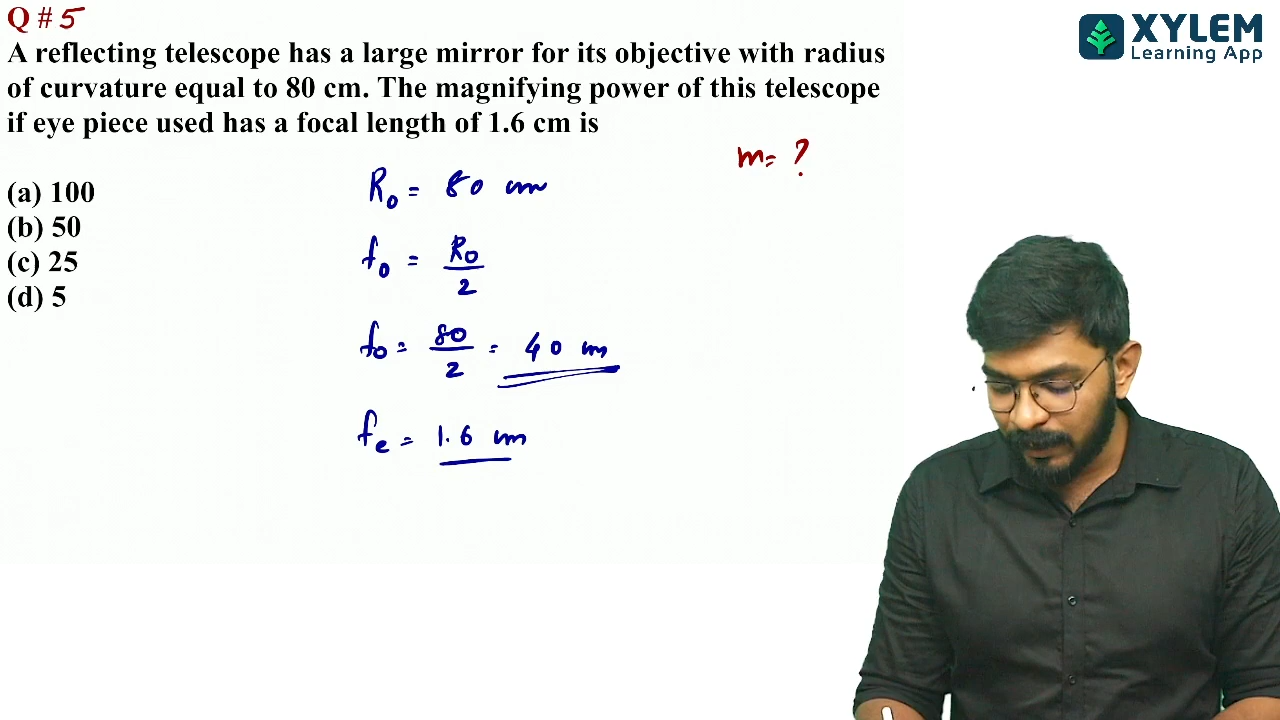 Q # 5
A reflecting telescope has a large mirror for its objective with radius
of curvature equal to 80 cm. The magnifying power of this telescope
if eye piece used has a focal length of 1.6 cm is
(a) 100
(b) 50
(c) 25
(d) 5
m = ?
R₀ = 80 cm
f₀ = R₀/2
f₀ = 80/2 = 40 cm
fe = 1.6 cm
XYLEM
Learning App